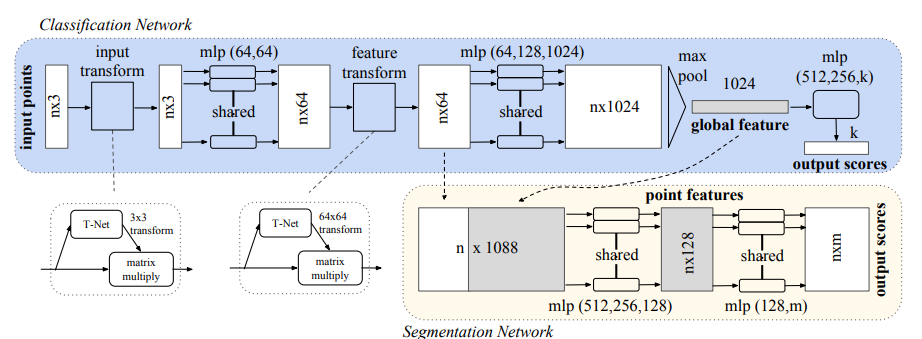 Classification Network
input points
nx3
input
transform
nx3
mlp (64,64)
shared
nx64
feature
transform
nx64
mlp (64,128,1024)
shared
nx1024
max
pool
1024
global feature
mlp
(512,256,k)
k
output scores
T-Net
3x3
transform
matrix
multiply
T-Net
64x64
transform
matrix
multiply
point features
n x 1088
shared
mlp (512,256,128)
nx128
shared
mlp (128,m)
nxm
output scores
Segmentation Network